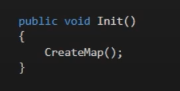 public void Init()
{
    CreateMap();
}